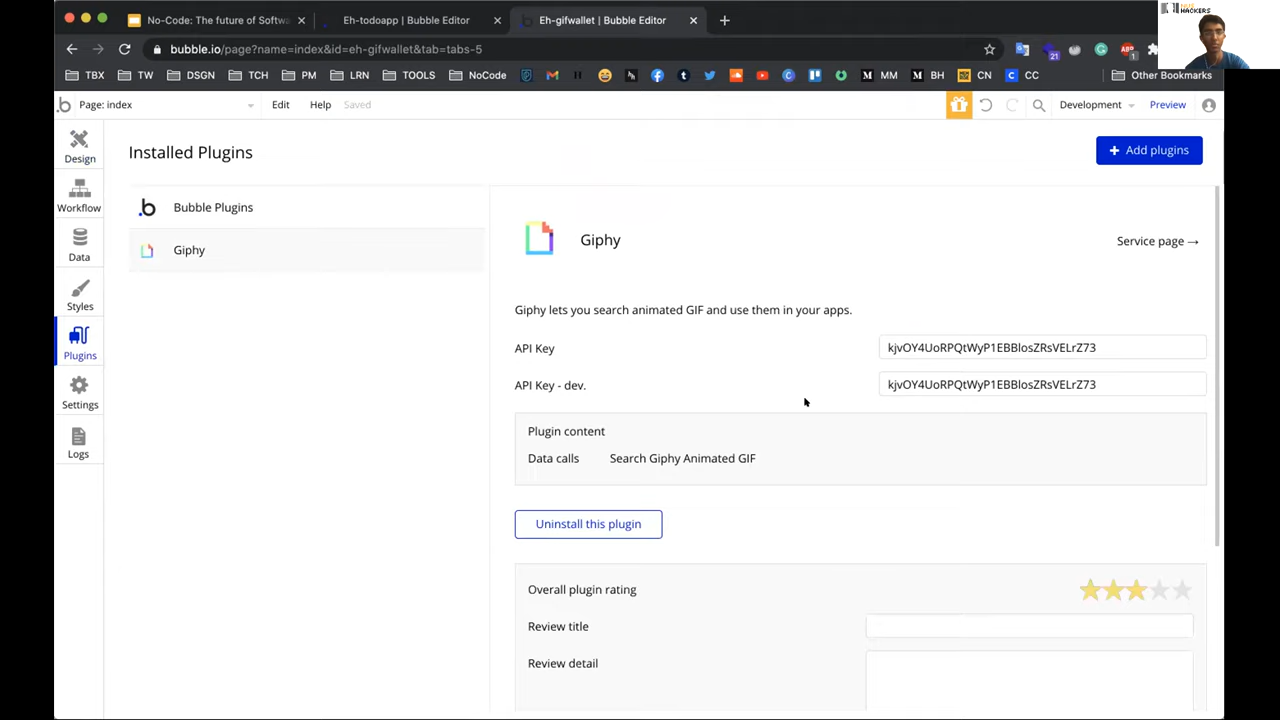 No-Code: The future of Softwa
Eh-todoapp | Bubble Editor
Eh-gifwallet | Bubble Editor
HACKERS
bubble.io/page?name=index&id=eh-gifwallet&tab=tabs-5
21
ABP
1
TBX
TW
DSGN
TCH
PM
LRN
TOOLS
NoCode
MM
BH
CN
CC
Other Bookmarks
Page: index
Edit
Help
Saved
Development
Preview
Design
Workflow
Data
Styles
Plugins
Settings
Logs
Installed Plugins
+ Add plugins
Bubble Plugins
Giphy
Giphy
Service page →
Giphy lets you search animated GIF and use them in your apps.
API Key
kjvOY4UoRPQtWyP1EBBlosZRsVELrZ73
API Key - dev.
kjvOY4UoRPQtWyP1EBBlosZRsVELrZ73
Plugin content
Data calls Search Giphy Animated GIF
Uninstall this plugin
Overall plugin rating
Review title
Review detail